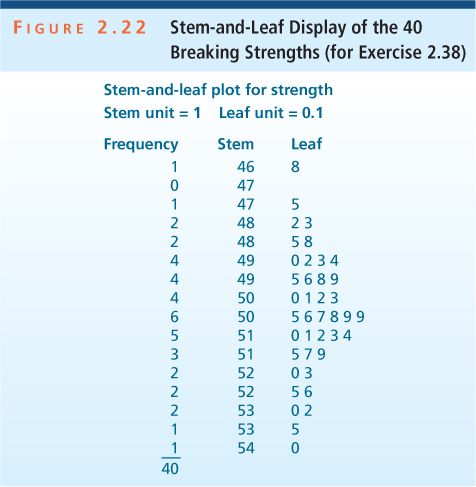 FIGURE 2.22 Stem-and-Leaf Display of the 40
Breaking Strengths (for Exercise 2.38)
Stem-and-leaf plot for strength
Stem unit = 1 Leaf unit = 0.1
Frequency Stem Leaf
1 46 8
0 47
1 47 5
2 48 2 3
2 48 5 8
4 49 0 2 3 4
4 49 5 6 8 9
4 50 0 1 2 3
6 50 5 6 7 8 9 9
5 51 0 1 2 3 4
3 51 5 7 9
2 52 0 3
2 52 5 6
2 53 0 2
1 53 5
1 54 0
40